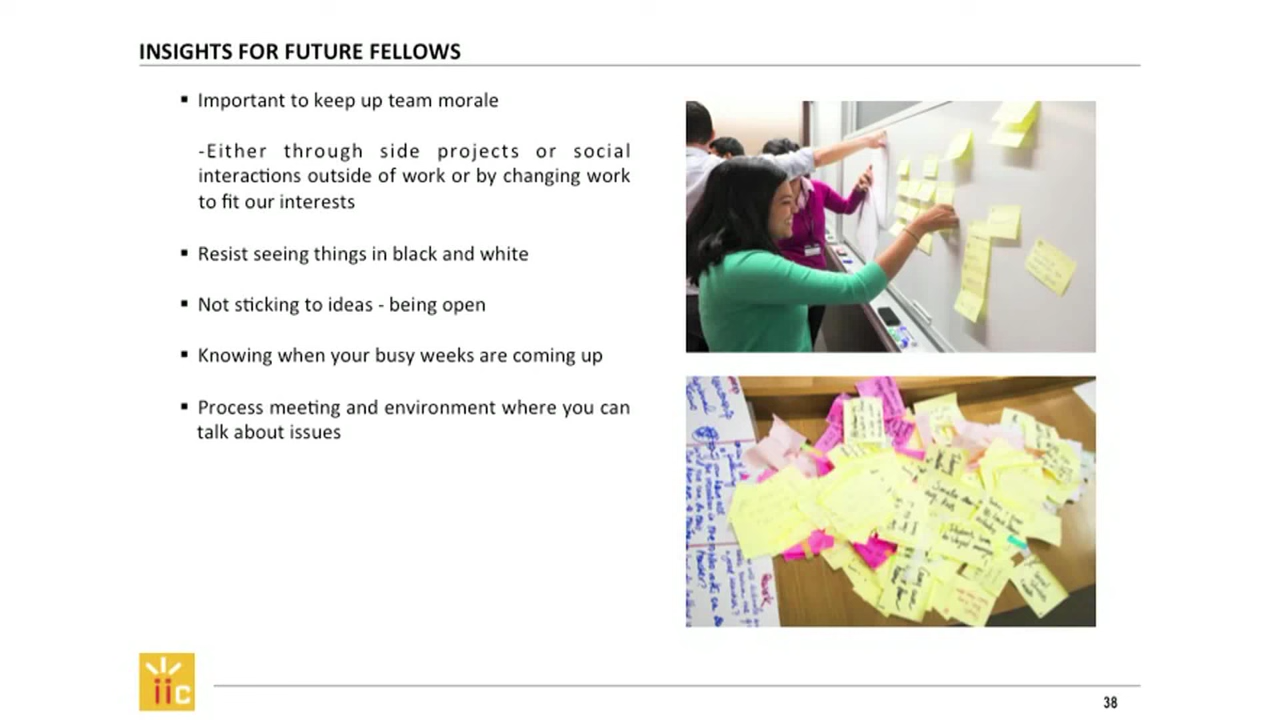 INSIGHTS FOR FUTURE FELLOWS
▪ Important to keep up team morale
-Either through side projects or social
interactions outside of work or by changing work
to fit our interests
▪ Resist seeing things in black and white
▪ Not sticking to ideas - being open
▪ Knowing when your busy weeks are coming up
▪ Process meeting and environment where you can
talk about issues
iic
38